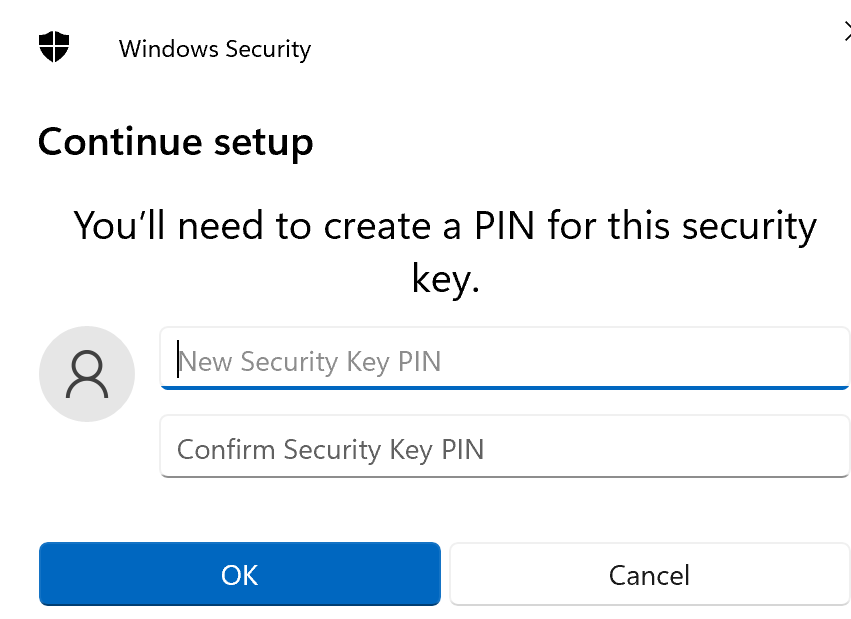 Windows Security
Continue setup
You’ll need to create a PIN for this security
key.
New Security Key PIN
Confirm Security Key PIN
OK
Cancel